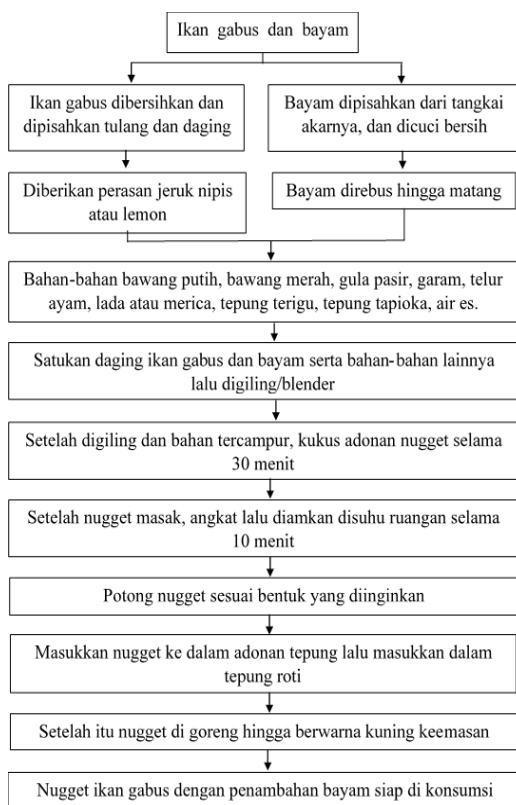 Ikan gabus dan bayam
Ikan gabus dibersihkan dan
dipisahkan tulang dan daging
Bayam dipisahkan dari tangkai
akarnya, dan dicuci bersih
Diberikan perasan jeruk nipis
atau lemon
Bayam direbus hingga matang
Bahan-bahan bawang putih, bawang merah, gula pasir, garam, telur
ayam, lada atau merica, tepung terigu, tepung tapioka, air es.
Satukan daging ikan gabus dan bayam serta bahan-bahan lainnya
lalu digiling/blender
Setelah digiling dan bahan tercampur, kukus adonan nugget selama
30 menit
Setelah nugget masak, angkat lalu diamkan disuhu ruangan selama
10 menit
Potong nugget sesuai bentuk yang diinginkan
Masukkan nugget ke dalam adonan tepung lalu masukkan dalam
tepung roti
Setelah itu nugget di goreng hingga berwarna kuning keemasan
Nugget ikan gabus dengan penambahan bayam siap di konsumsi